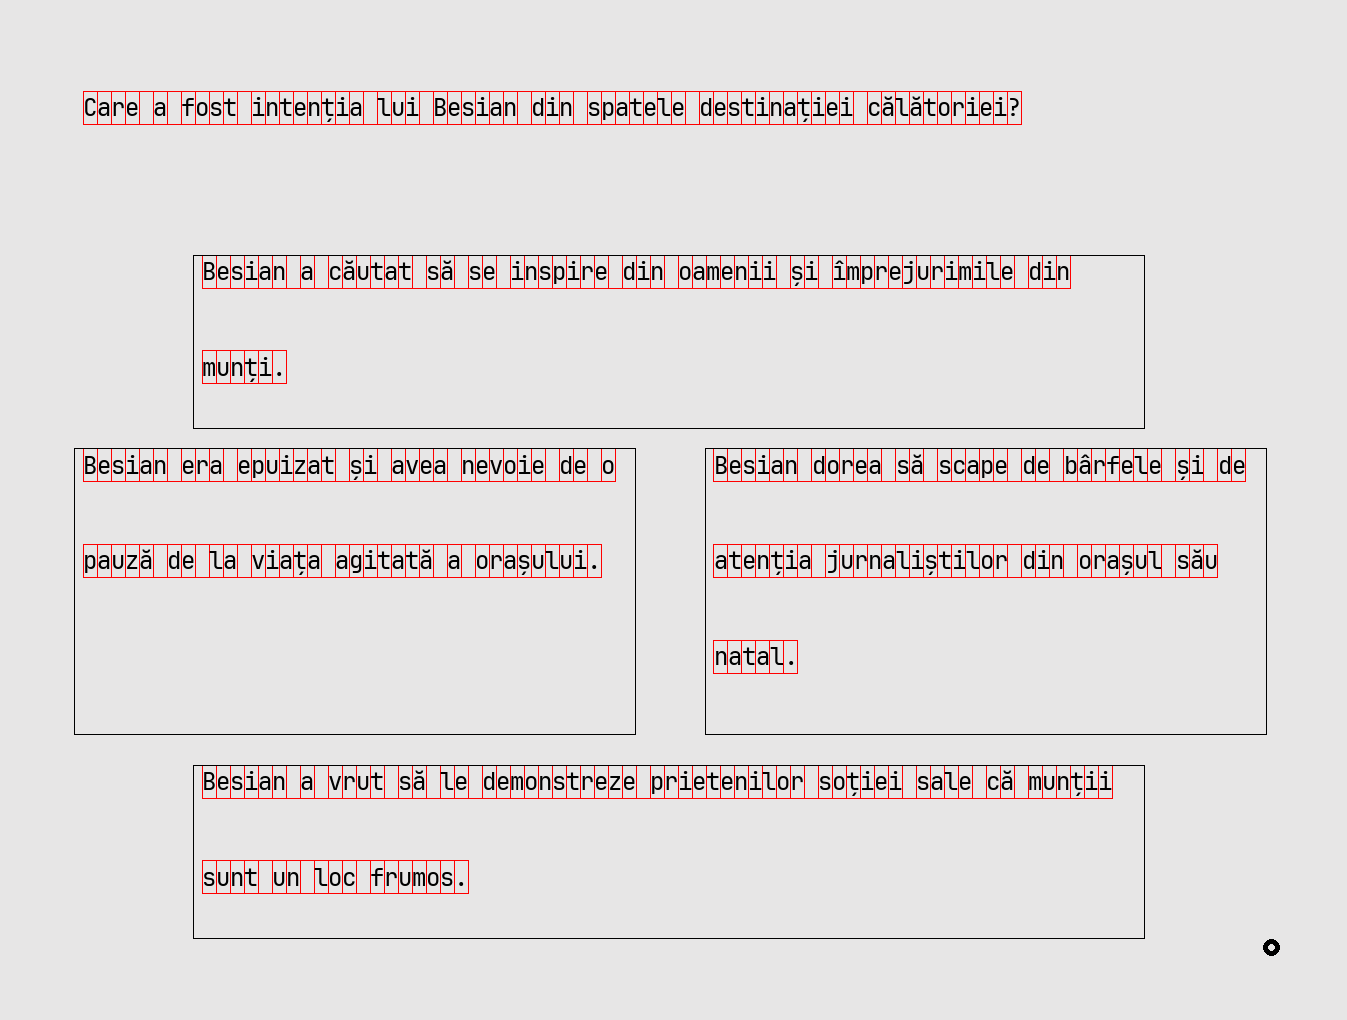 Care a fost intenția lui Besian din spatele destinației călătoriei?
Besian a căutat să se inspire din oamenii și împrejurimile din
munți.
Besian era epuizat și avea nevoie de o
pauză de la viața agitată a orașului.
Besian dorea să scape de bârfele și de
atenția jurnaliștilor din orașul său
natal.
Besian a vrut să le demonstreze prietenilor soției sale că munții
sunt un loc frumos.